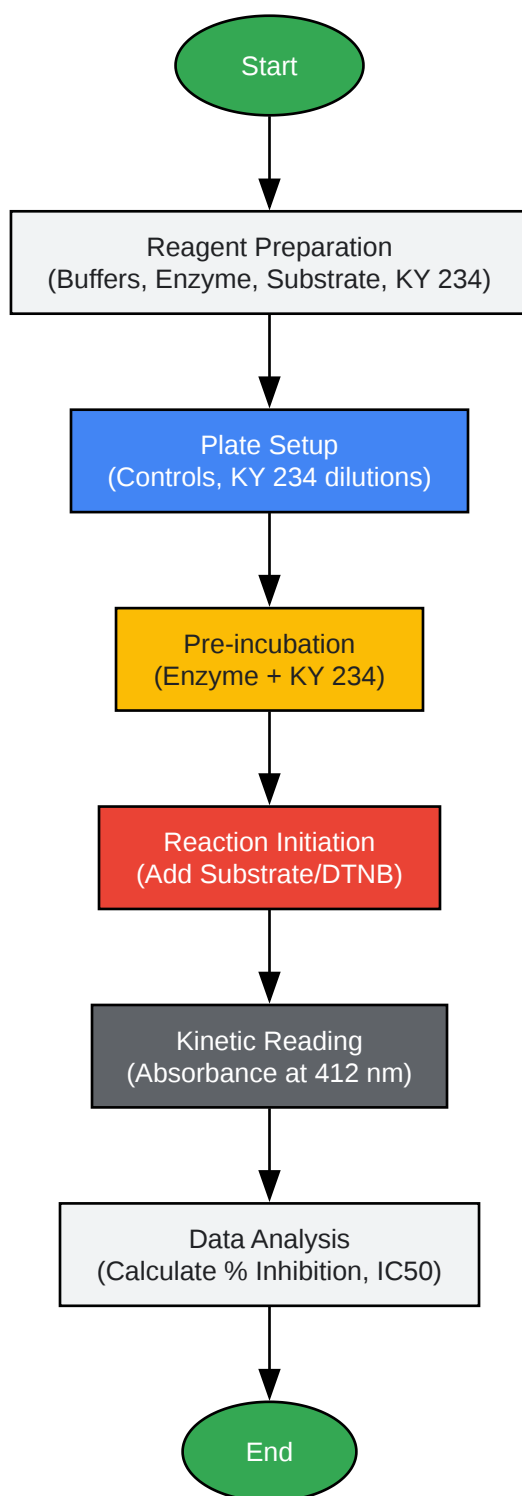 Start
Reagent Preparation
(Buffers, Enzyme, Substrate, KY 234)
Plate Setup
(Controls, KY 234 dilutions)
Pre-incubation
(Enzyme + KY 234)
Reaction Initiation
(Add Substrate/DTNB)
Kinetic Reading
(Absorbance at 412 nm)
Data Analysis
(Calculate % Inhibition, IC50)
End